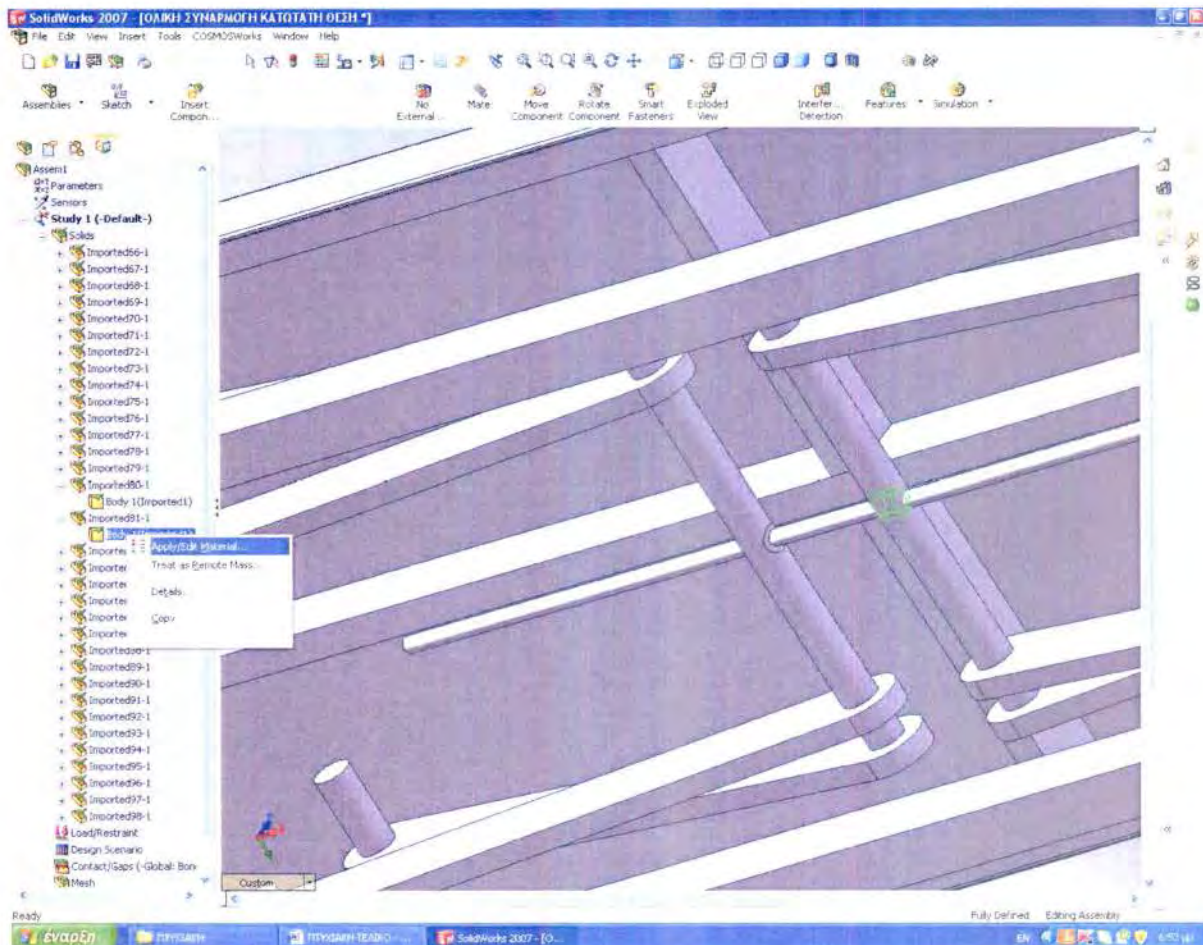 SolidWorks 2007 - [ΟΛΙΚΗ ΣΥΝΑΡΜΟΓΗ ΚΑΤΩΤΑΤΗ ΘΕΣΗ *]
File Edit View Insert Tools COSMOSWorks Window Help
Assemblies Sketch Insert Compon... No External ... Mate Move Component Rotate Component Smart Fasteners Exploded View Interfer... Detection Features Simulation
Assem1
Parameters
Sensors
Study 1 (-Default-)
Solids
Imported66-1
Imported67-1
Imported68-1
Imported69-1
Imported70-1
Imported71-1
Imported72-1
Imported73-1
Imported74-1
Imported75-1
Imported76-1
Imported77-1
Imported78-1
Imported79-1
Imported80-1
Body 1(Imported1)
Imported81-1
Apply/Edit Material...
Treat as Remote Mass...
Details...
Copy
Imported89-1
Imported90-1
Imported91-1
Imported92-1
Imported93-1
Imported94-1
Imported95-1
Imported96-1
Imported97-1
Imported98-1
Load/Restraint
Design Scenario
Contact/Gaps (-Global: Bon
Mesh
Custom
Ready
Fully Defined Editing Assembly
έναρξη ΠΤΥΧΙΑΚΗ SolidWorks 2007 - [Ο... EN